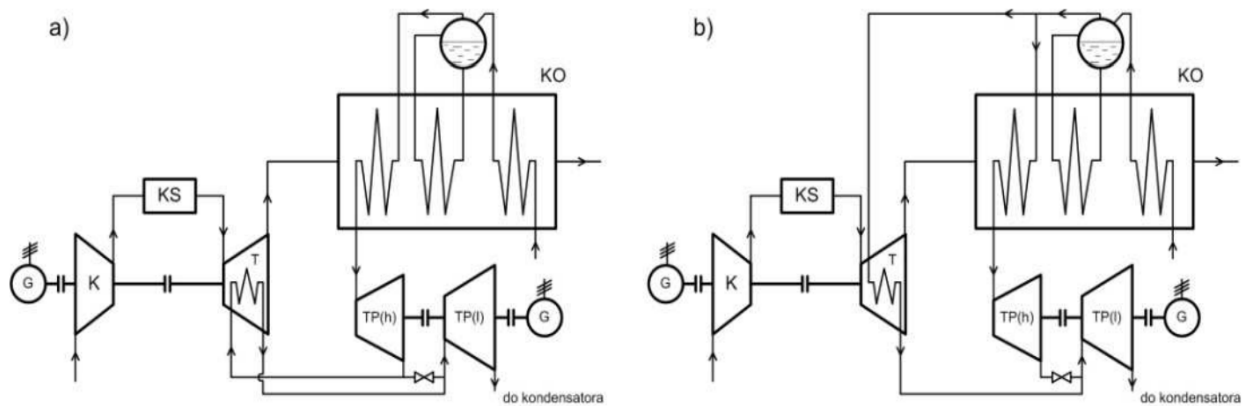 a)
KO
KS
G
K
T
TP(h)
TP(l)
G
do kondensatora
b)
KO
KS
G
K
T
TP(h)
TP(l)
G
do kondensatora